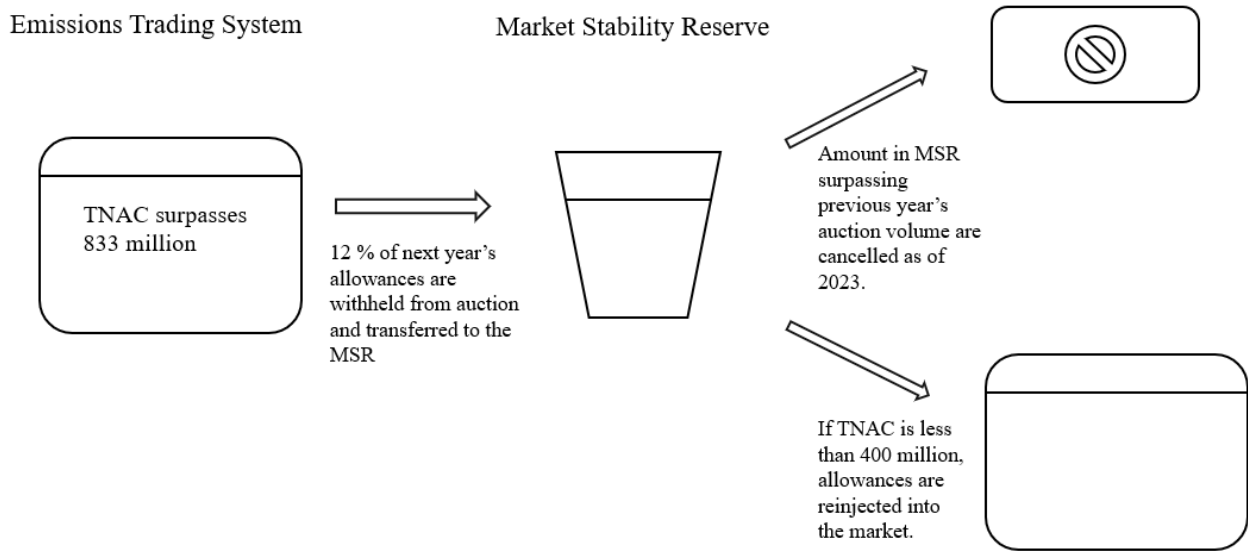 Emissions Trading System
Market Stability Reserve
TNAC surpasses
833 million
12 % of next year’s
allowances are
withheld from auction
and transferred to the
MSR
Amount in MSR
surpassing
previous year’s
auction volume are
cancelled as of
2023.
If TNAC is less
than 400 million,
allowances are
reinjected into
the market.